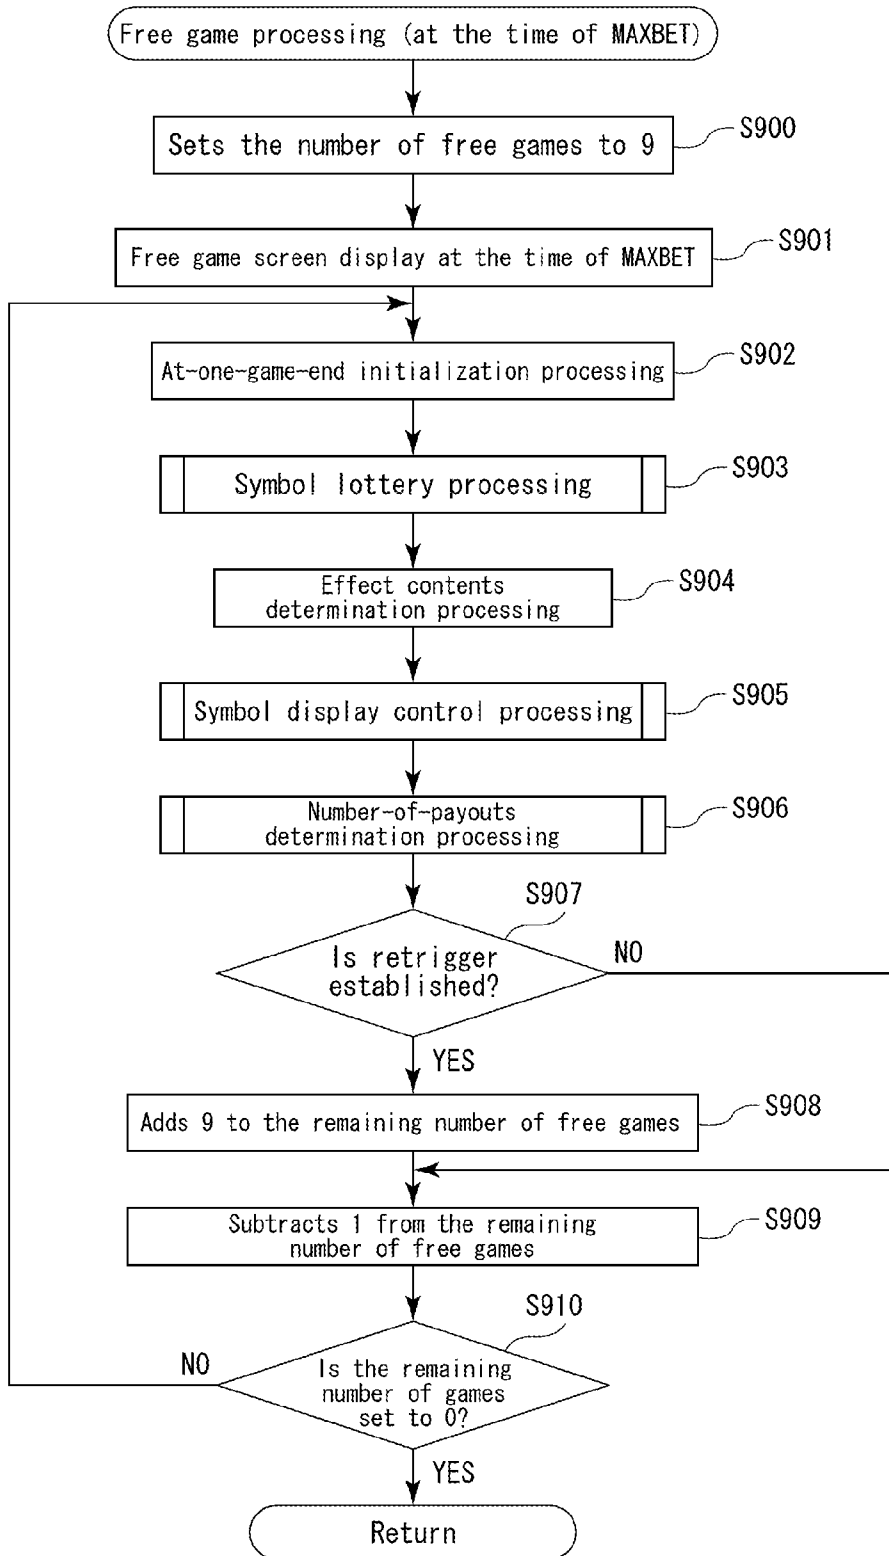 Free game processing (at the time of MAXBET)
Sets the number of free games to 9
S900
Free game screen display at the time of MAXBET
S901
At-one-game-end initialization processing
S902
Symbol lottery processing
S903
Effect contents
determination processing
S904
Symbol display control processing
S905
Number-of-payouts
determination processing
S906
S907
Is retrigger
established?
NO
YES
Adds 9 to the remaining number of free games
S908
Subtracts 1 from the remaining
number of free games
S909
S910
NO
Is the remaining
number of games
set to 0?
YES
Return